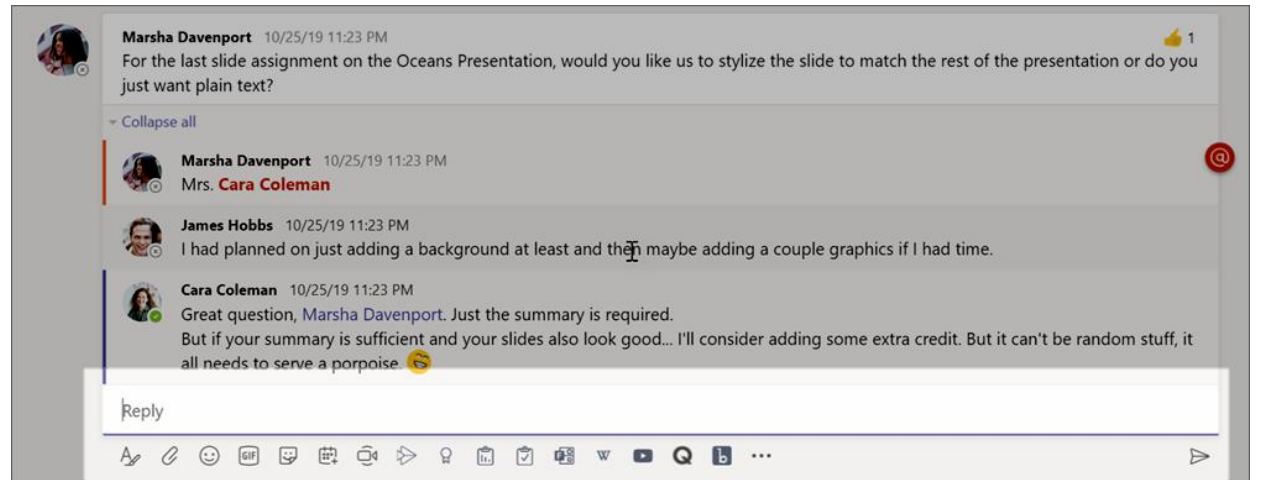 Marsha Davenport 10/25/19 11:23 PM
1
For the last slide assignment on the Oceans Presentation, would you like us to stylize the slide to match the rest of the presentation or do you
just want plain text?
Collapse all
Marsha Davenport 10/25/19 11:23 PM
@
Mrs. Cara Coleman
James Hobbs 10/25/19 11:23 PM
I had planned on just adding a background at least and then maybe adding a couple graphics if I had time.
Cara Coleman 10/25/19 11:23 PM
Great question, Marsha Davenport. Just the summary is required.
But if your summary is sufficient and your slides also look good... I'll consider adding some extra credit. But it can't be random stuff, it
all needs to serve a porpoise.
Reply
GIF W Q b